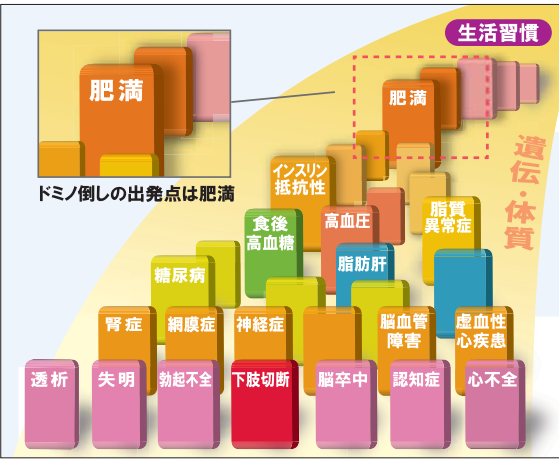 生活習慣
肥満
肥満
ドミノ倒しの出発点は肥満
遺伝・体質
インスリン
抵抗性
食後
高血糖
高血圧
脂質
異常症
糖尿病
脂肪肝
腎症
網膜症
神経症
脳血管
障害
虚血性
心疾患
透析
失明
勃起不全
下肢切断
脳卒中
認知症
心不全